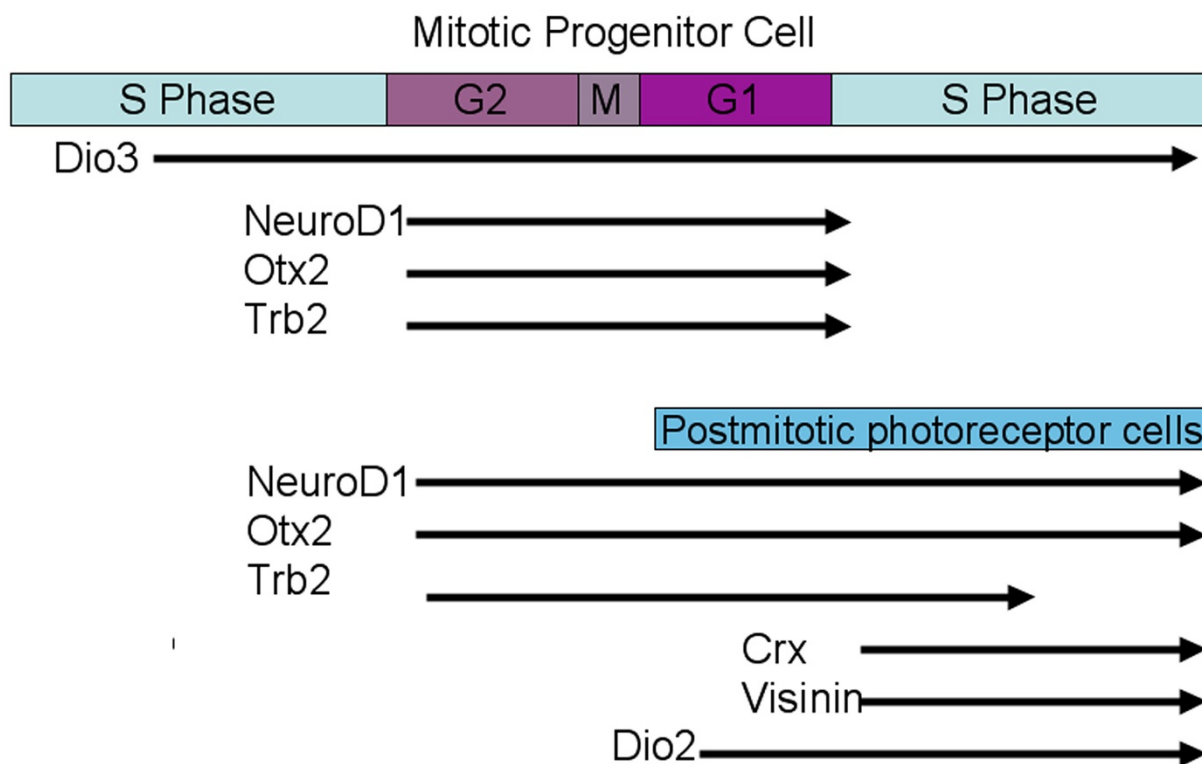 Mitotic Progenitor Cell
S Phase G2 M G1 S Phase
Dio3
NeuroD1
Otx2
Trb2
Postmitotic photoreceptor cells
NeuroD1
Otx2
Trb2
Crx
Visinin
Dio2